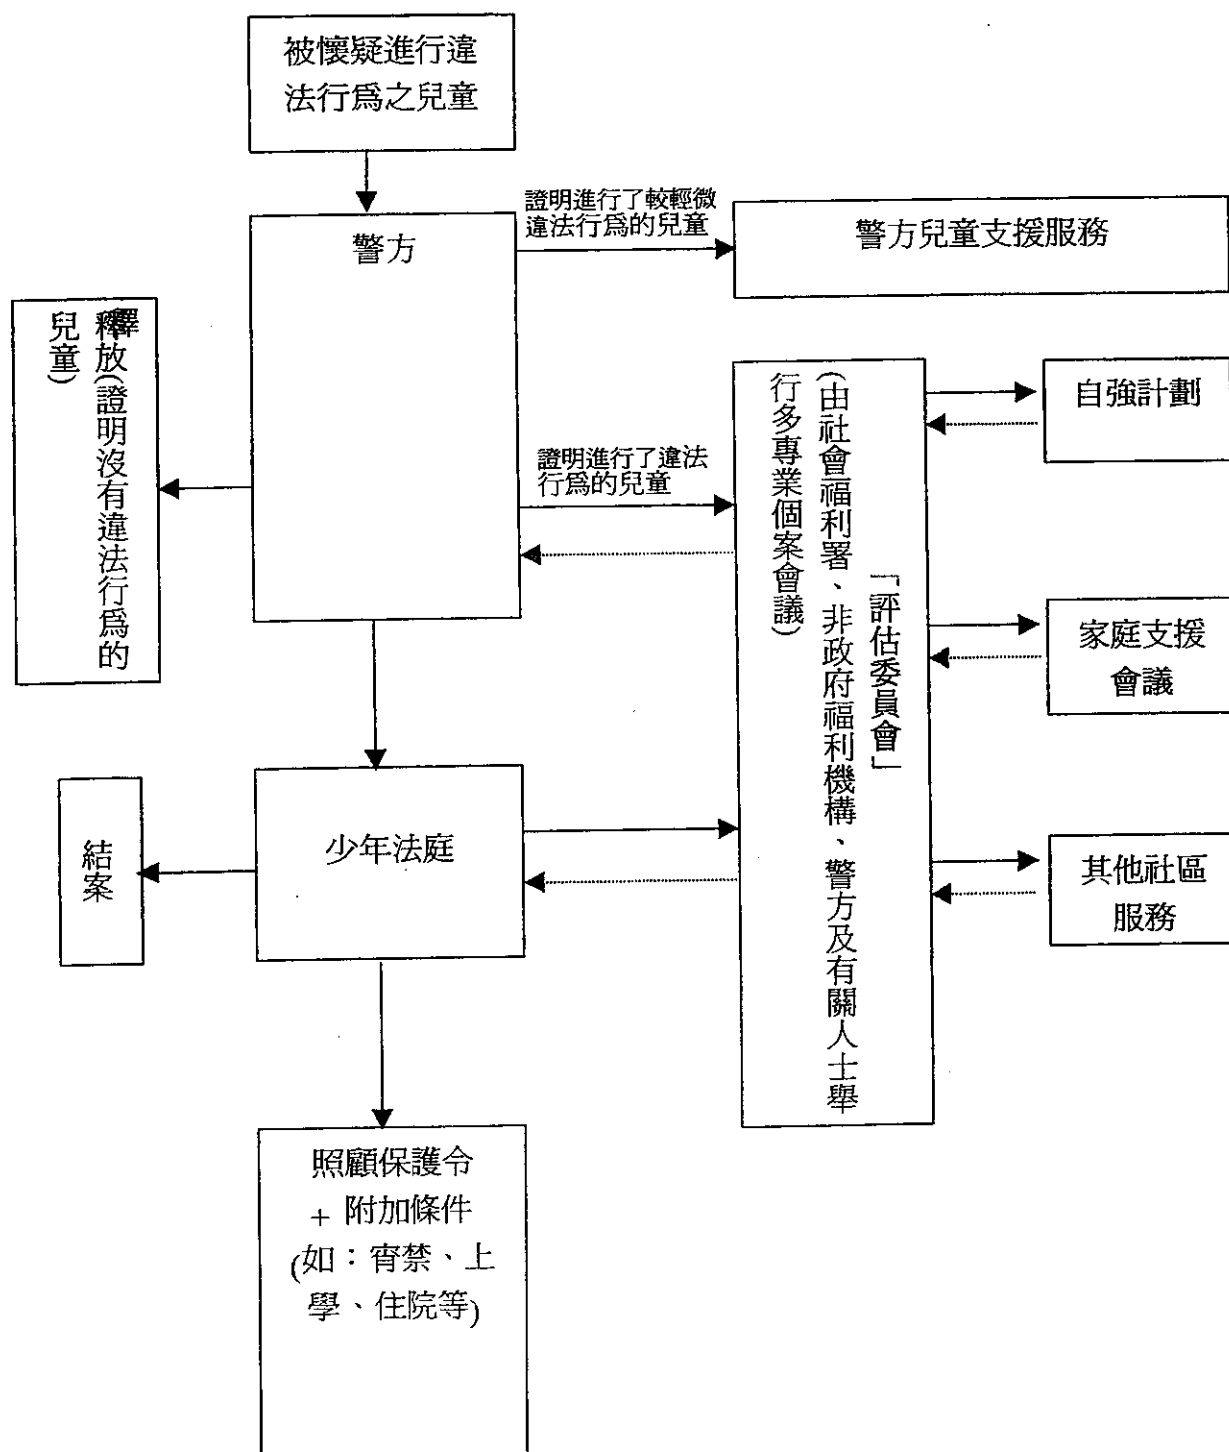 被懷疑進行違
法行為之兒童
證明進行了較輕微
違法行為的兒童
警方
警方兒童支援服務
釋放(證明沒有違法行為的
兒童)
證明進行了違法
行為的兒童
「評估委員會」
(由社會福利署、非政府福利機構、警方及有關人士舉
行多專業個案會議)
自強計劃
家庭支援
會議
其他社區
服務
少年法庭
結案
照顧保護令
+ 附加條件
(如：宵禁、上
學、住院等)